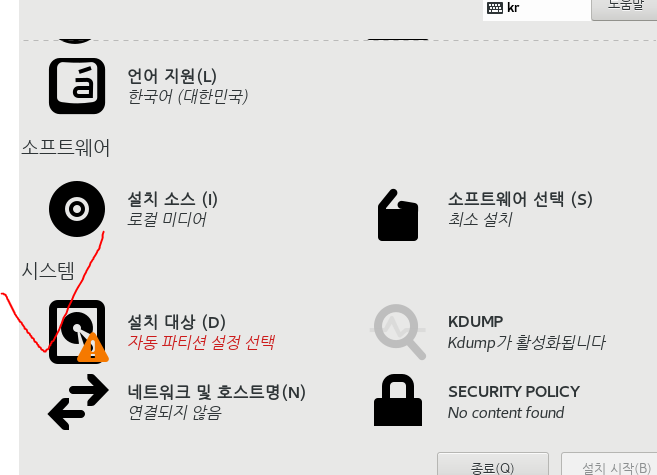 kr
도움말
언어 지원(L)
한국어 (대한민국)
소프트웨어
설치 소스 (I)
로컬 미디어
소프트웨어 선택 (S)
최소 설치
시스템
설치 대상 (D)
자동 파티션 설정 선택
KDUMP
Kdump가 활성화됩니다
네트워크 및 호스트명(N)
연결되지 않음
SECURITY POLICY
No content found
종료(Q)
설치 시작(B)